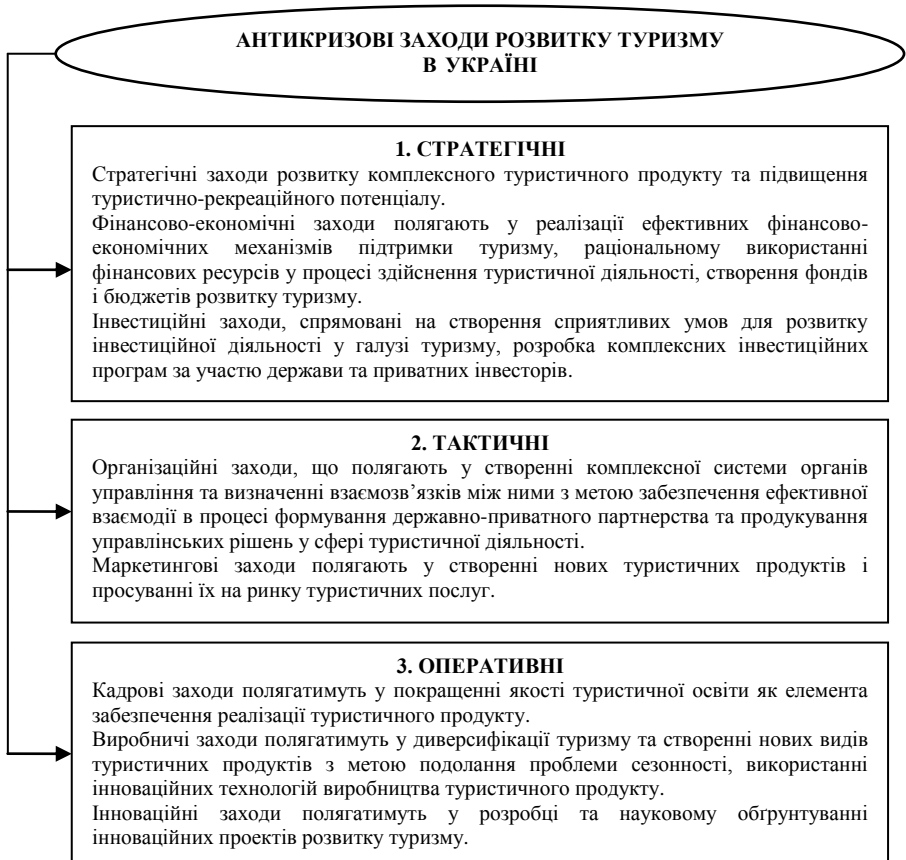 АНТИКРИЗОВІ ЗАХОДИ РОЗВИТКУ ТУРИЗМУ
В УКРАЇНІ
1. СТРАТЕГІЧНІ
Стратегічні заходи розвитку комплексного туристичного продукту та підвищення
туристично-рекреаційного потенціалу.
Фінансово-економічні заходи полягають у реалізації ефективних фінансово-
економічних механізмів підтримки туризму, раціональному використанні
фінансових ресурсів у процесі здійснення туристичної діяльності, створення фондів
і бюджетів розвитку туризму.
Інвестиційні заходи, спрямовані на створення сприятливих умов для розвитку
інвестиційної діяльності у галузі туризму, розробка комплексних інвестиційних
програм за участю держави та приватних інвесторів.
2. ТАКТИЧНІ
Організаційні заходи, що полягають у створенні комплексної системи органів
управління та визначенні взаємозв’язків між ними з метою забезпечення ефективної
взаємодії в процесі формування державно-приватного партнерства та продукування
управлінських рішень у сфері туристичної діяльності.
Маркетингові заходи полягають у створенні нових туристичних продуктів і
просуванні їх на ринку туристичних послуг.
3. ОПЕРАТИВНІ
Кадрові заходи полягатимуть у покращенні якості туристичної освіти як елемента
забезпечення реалізації туристичного продукту.
Виробничі заходи полягатимуть у диверсифікації туризму та створенні нових видів
туристичних продуктів з метою подолання проблеми сезонності, використанні
інноваційних технологій виробництва туристичного продукту.
Інноваційні заходи полягатимуть у розробці та науковому обґрунтуванні
інноваційних проектів розвитку туризму.